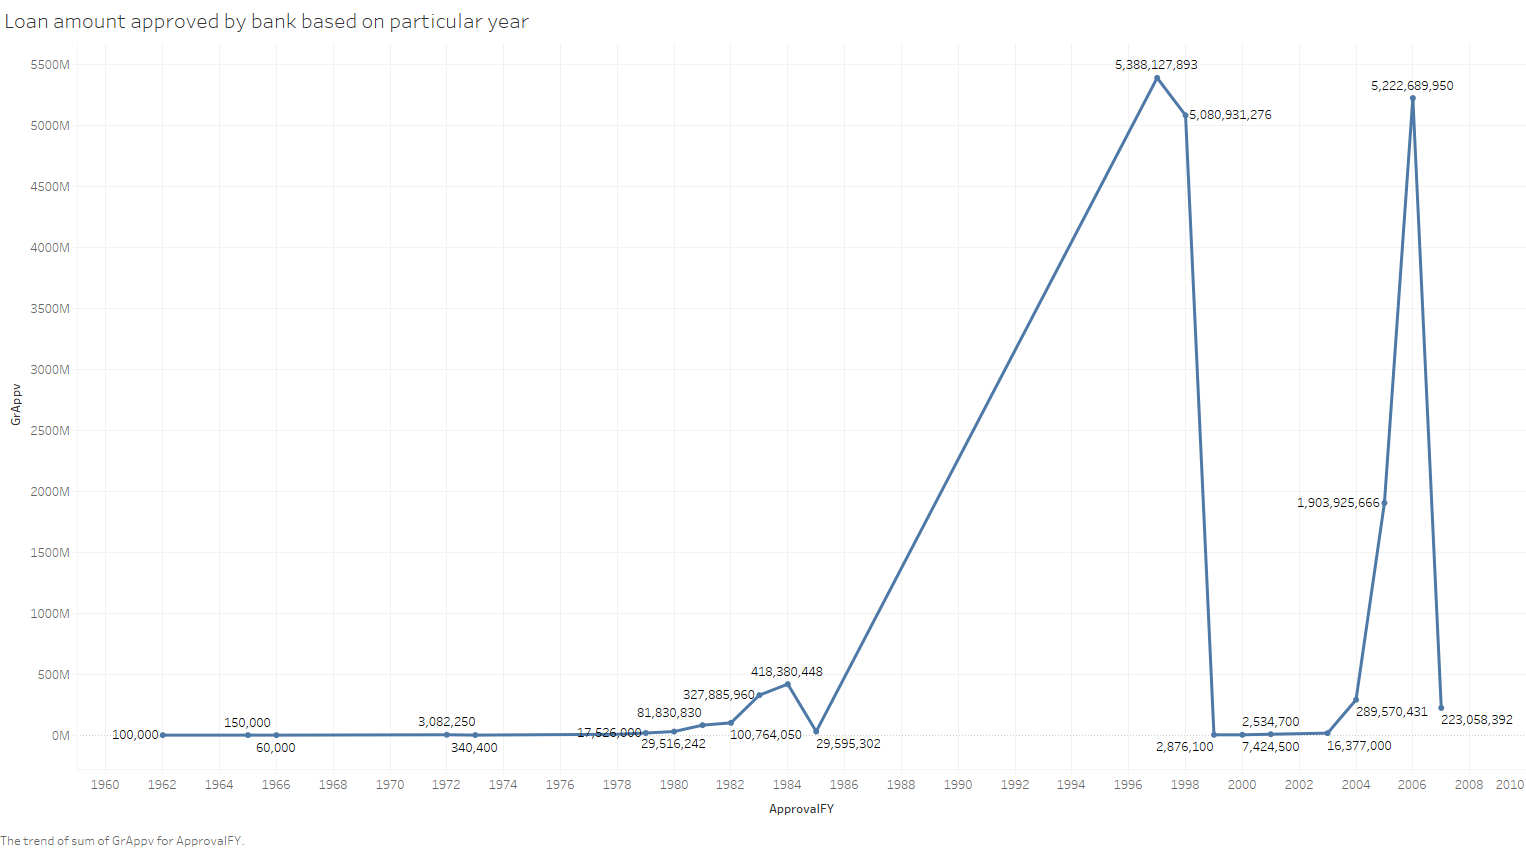 Loan amount approved by bank based on particular year
5500M
5000M
4500M
4000M
3500M
3000M
2500M
2000M
1500M
1000M
500M
0M
GrAppv
100,000
150,000
60,000
3,082,250
340,400
17,526,000
29,516,242
81,830,830
100,764,050
327,885,960
418,380,448
29,595,302
5,388,127,893
5,080,931,276
2,876,100
2,534,700
7,424,500
16,377,000
289,570,431
1,903,925,666
5,222,689,950
223,058,392
1960 1962 1964 1966 1968 1970 1972 1974 1976 1978 1980 1982 1984 1986 1988 1990 1992 1994 1996 1998 2000 2002 2004 2006 2008 2010
ApprovalFY
The trend of sum of GrAppv for ApprovalFY.